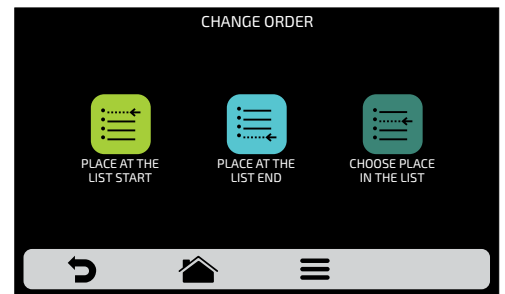 CHANGE ORDER
PLACE AT THE
LIST START
PLACE AT THE
LIST END
CHOOSE PLACE
IN THE LIST